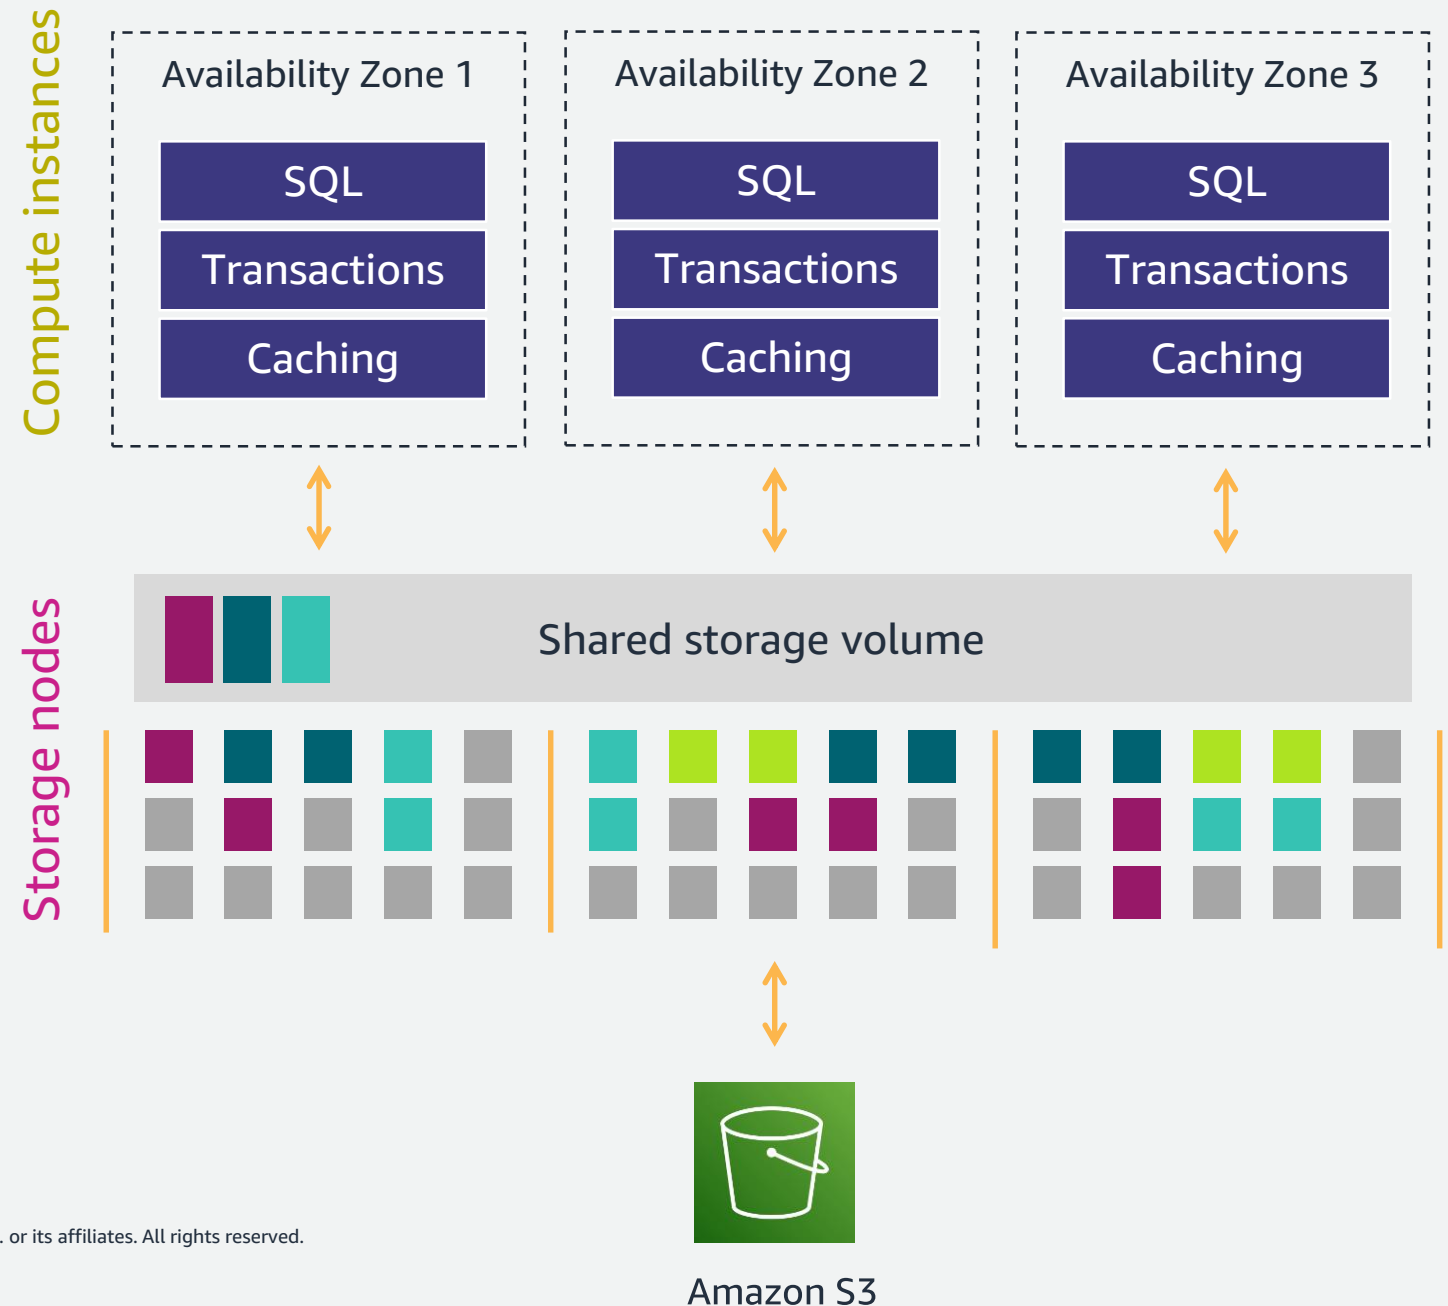 Compute instances
Availability Zone 1
SQL
Transactions
Caching
Availability Zone 2
SQL
Transactions
Caching
Availability Zone 3
SQL
Transactions
Caching
Storage nodes
Shared storage volume
. or its affiliates. All rights reserved.
Amazon S3